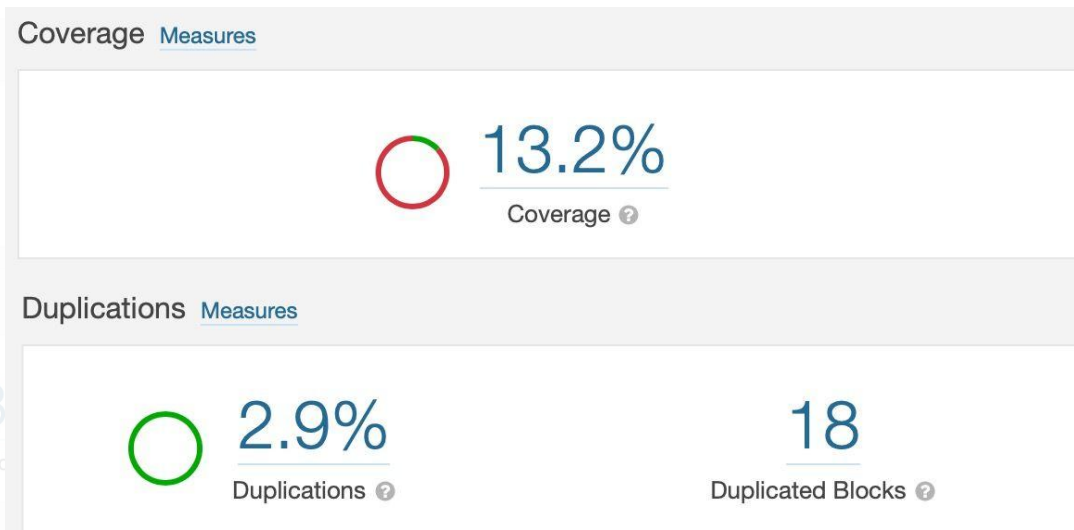 Coverage Measures
13.2%
Coverage ?
Duplications Measures
2.9%
Duplications ?
18
Duplicated Blocks ?